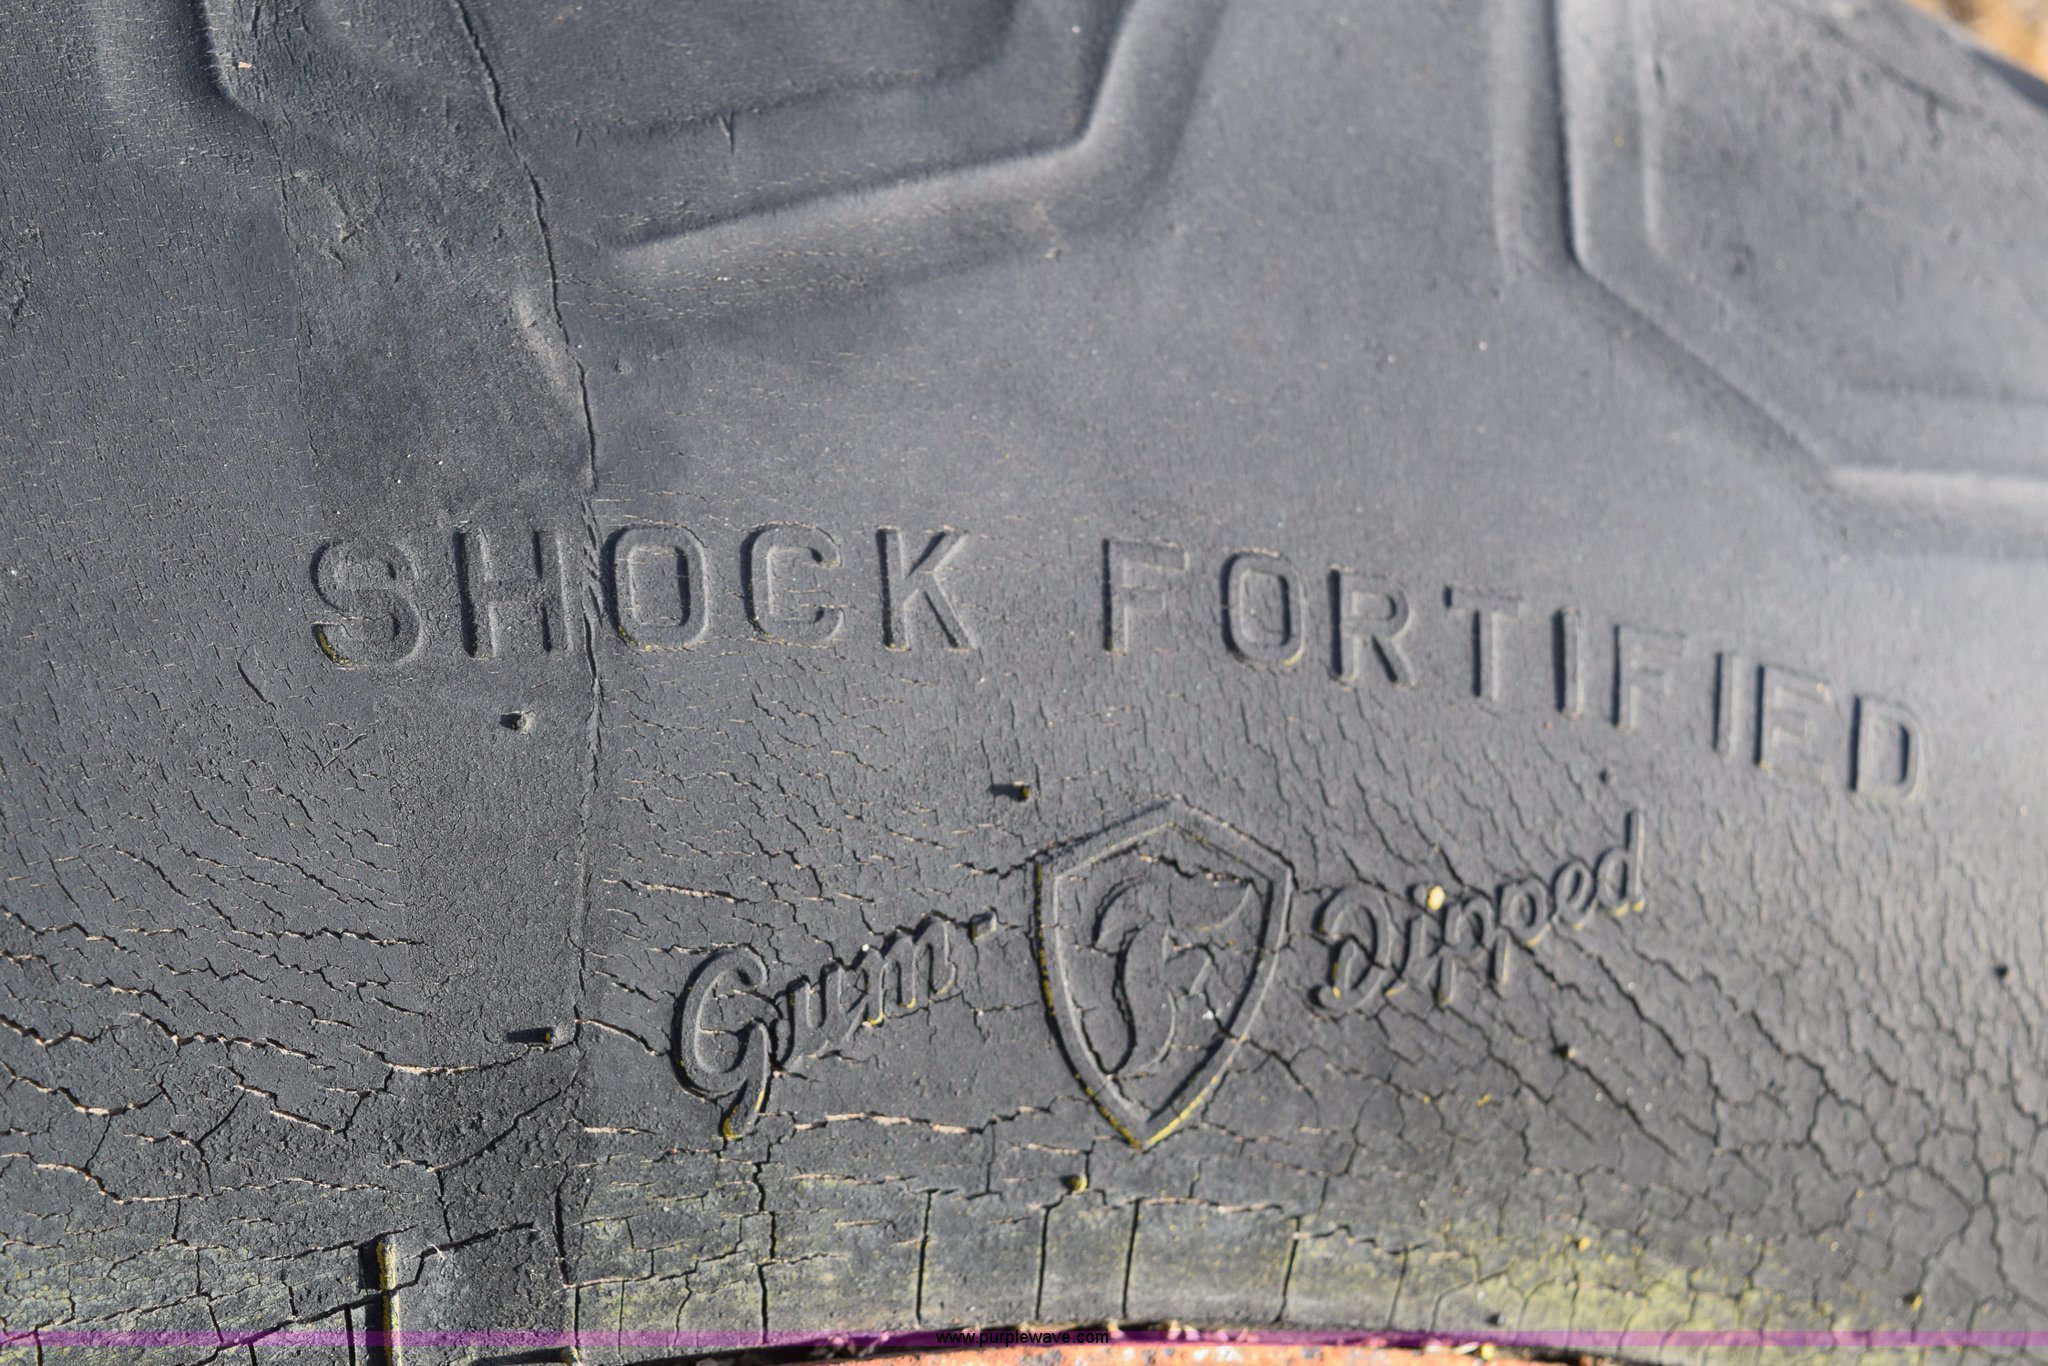 SHOCK FORTIFIED
Gum-F Dipped
www.purplewave.com